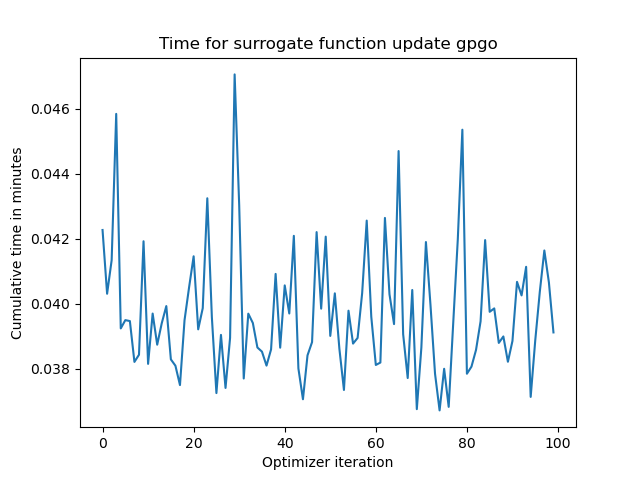 Time for surrogate function update gpgo
Cumulative time in minutes
0.046
0.044
0.042
0.040
0.038
0 20 40 60 80 100
Optimizer iteration